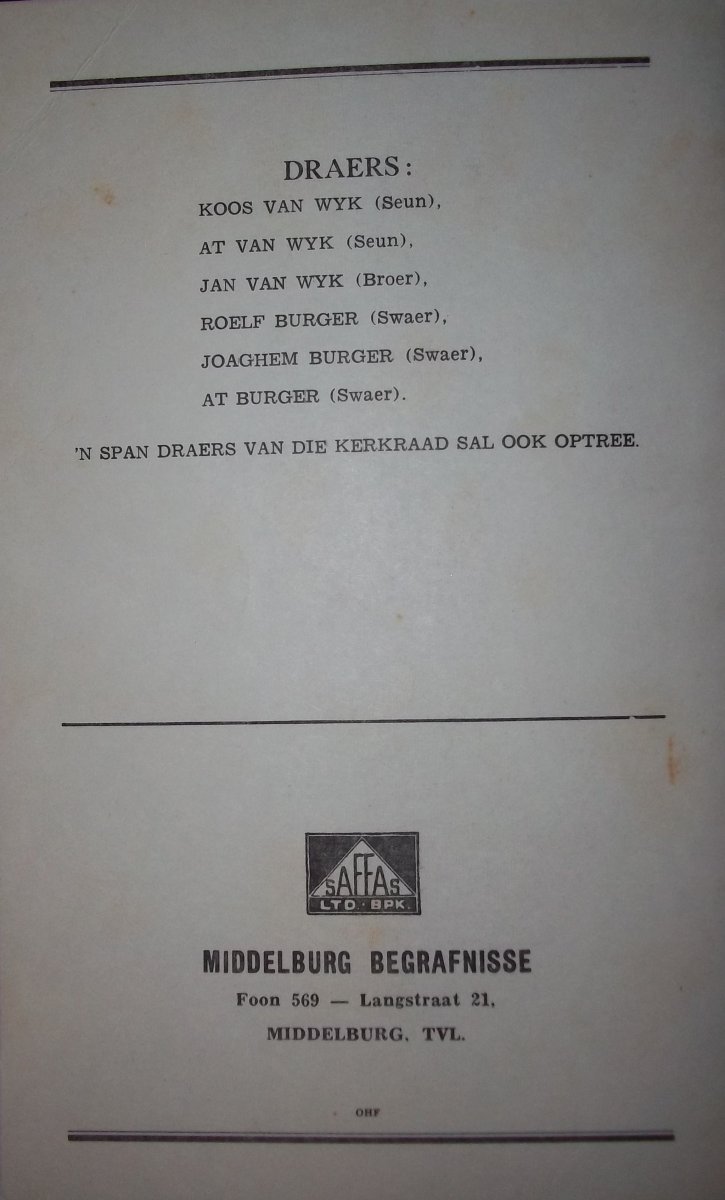 DRAERS:
KOOS VAN WYK (Seun),
AT VAN WYK (Seun),
JAN VAN WYK (Broer),
ROELF BURGER (Swaer),
JOAGHEM BURGER (Swaer),
AT BURGER (Swaer).
'N SPAN DRAERS VAN DIE KERKRAAD SAL OOK OPTREE.
SAFFAS
LTD. · BPK.
MIDDELBURG BEGRAFNISSE
Foon 569 — Langstraat 21,
MIDDELBURG, TVL.
OHF